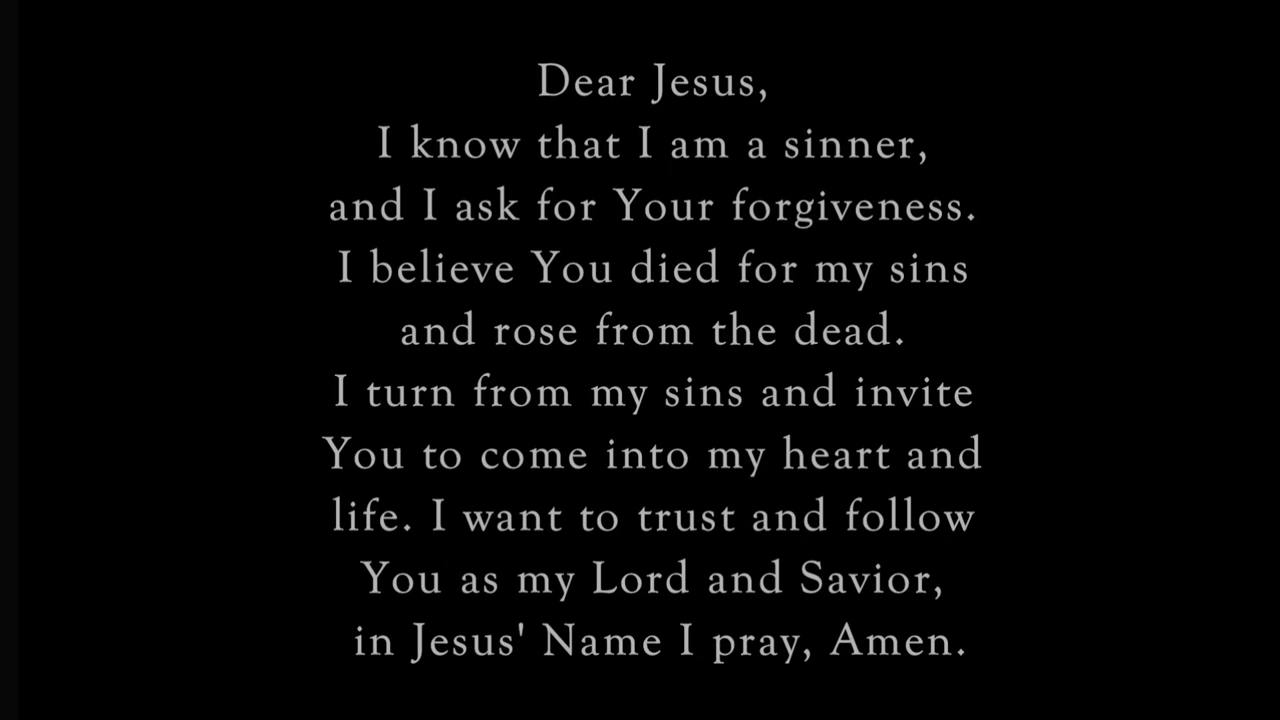 Dear Jesus,
I know that I am a sinner,
and I ask for Your forgiveness.
I believe You died for my sins
and rose from the dead.
I turn from my sins and invite
You to come into my heart and
life. I want to trust and follow
You as my Lord and Savior,
in Jesus' Name I pray, Amen.